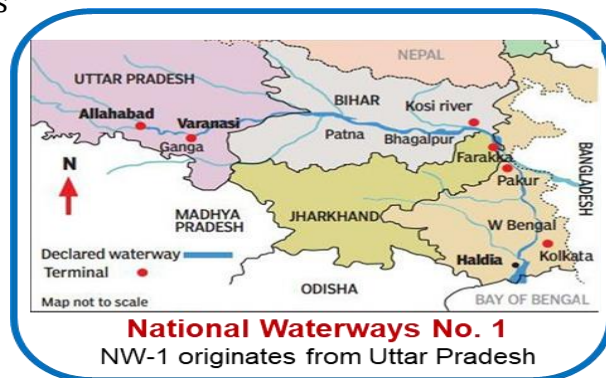 s
NEPAL
UTTAR PRADESH
BIHAR
Kosi river
Allahabad
Varanasi
Patna
Bhagalpur
Ganga
Farakka
N
Pakur
BANGLADESH
MADHYA
PRADESH
JHARKHAND
W Bengal
Declared waterway
Kolkata
Haldia
Terminal
ODISHA
Map not to scale
BAY OF BENGAL
National Waterways No. 1
NW-1 originates from Uttar Pradesh